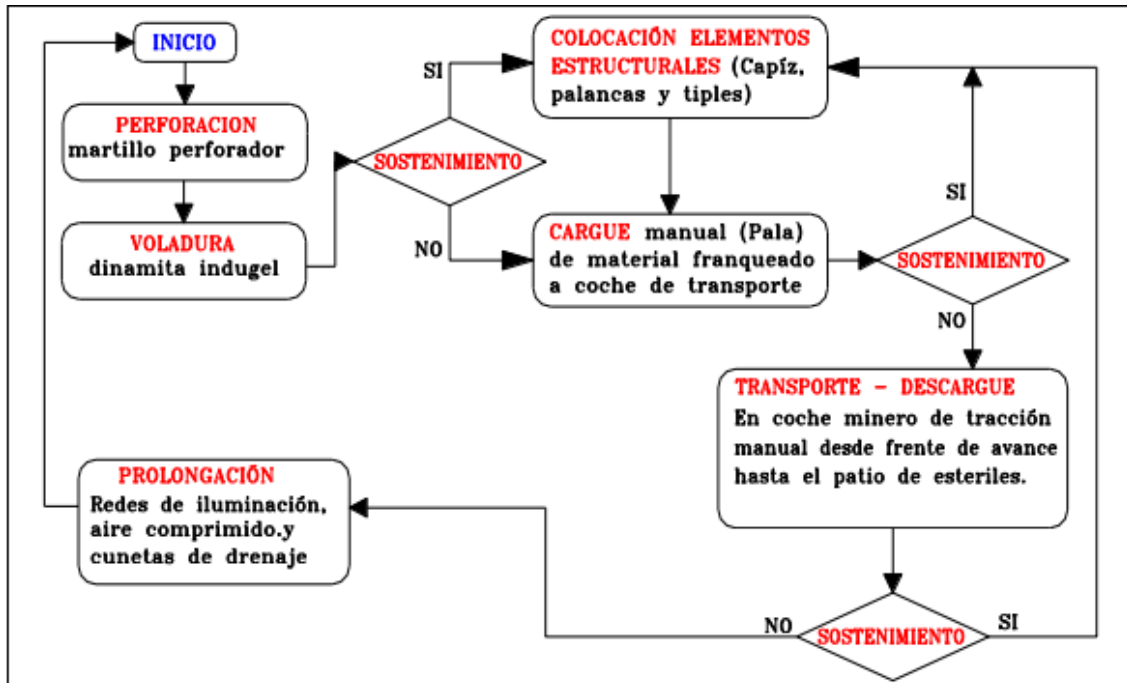 INICIO
PERFORACION
martillo perforador
VOLADURA
dinamita indugel
SOSTENIMIENTO
SI
NO
COLOCACIÓN ELEMENTOS
ESTRUCTURALES (Capíz,
palancas y tiples)
CARGUE manual (Pala)
de material franqueado
a coche de transporte
SOSTENIMIENTO
SI
NO
TRANSPORTE – DESCARGUE
En coche minero de tracción
manual desde frente de avance
hasta el patio de esteriles.
SOSTENIMIENTO
NO
SI
PROLONGACIÓN
Redes de iluminación,
aire comprimido.y
cunetas de drenaje